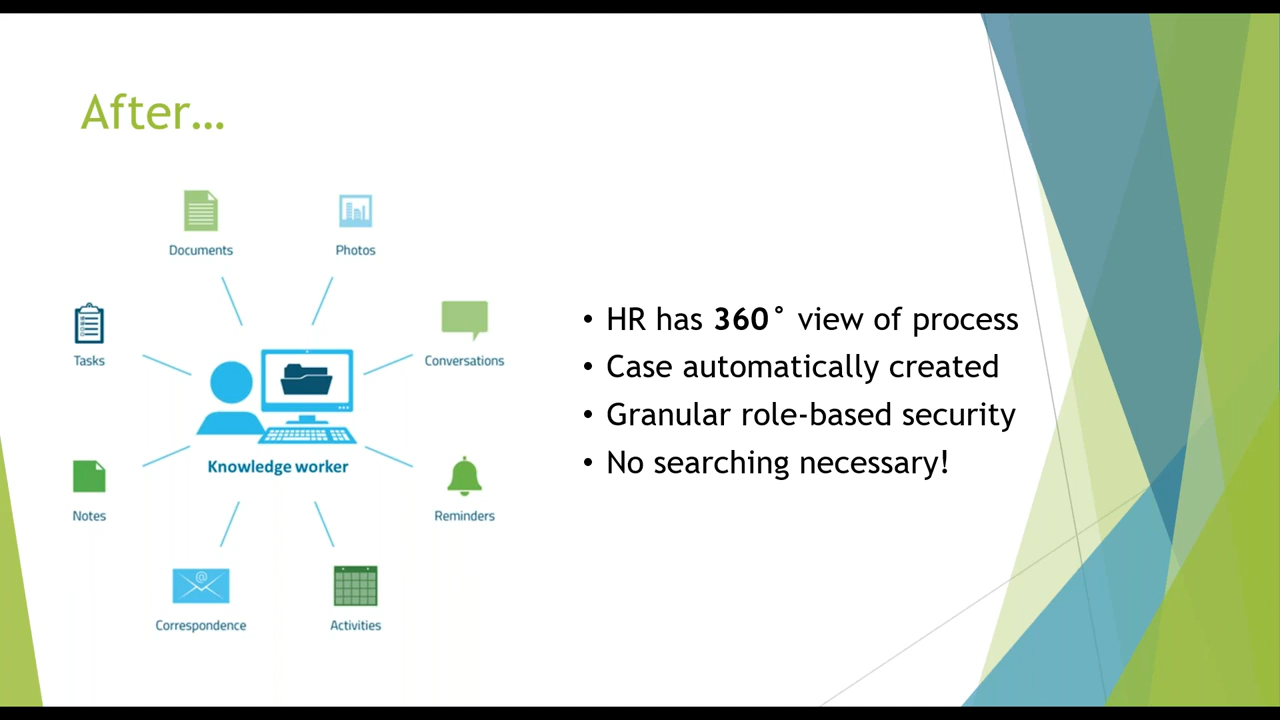 After…
Documents
Photos
Tasks
Conversations
Knowledge worker
Notes
Reminders
@
Correspondence
Activities
• HR has 360° view of process
• Case automatically created
• Granular role-based security
• No searching necessary!